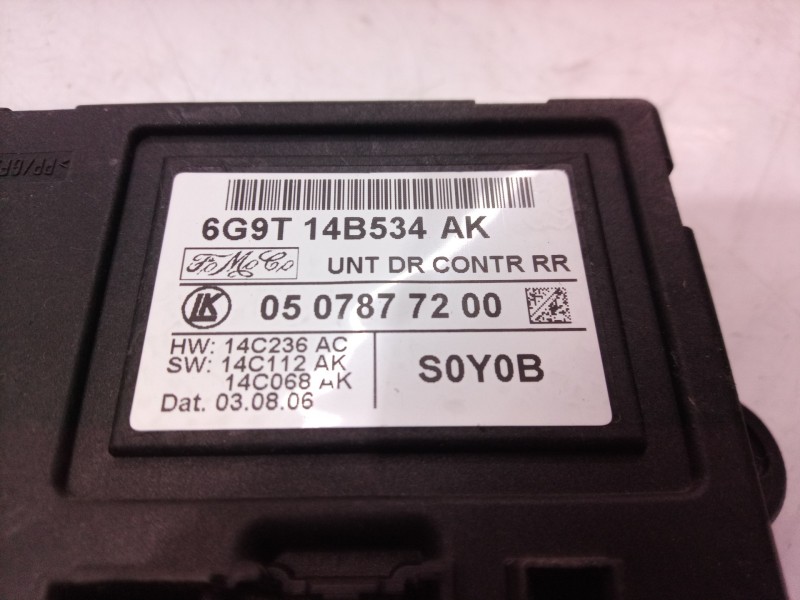 6G9T 14B534 AK
FoMoCo UNT DR CONTR RR
LK 05 0787 72 00
HW: 14C236 AC
SW: 14C112 AK
14C068 AK
Dat. 03.08.06
S0Y0B